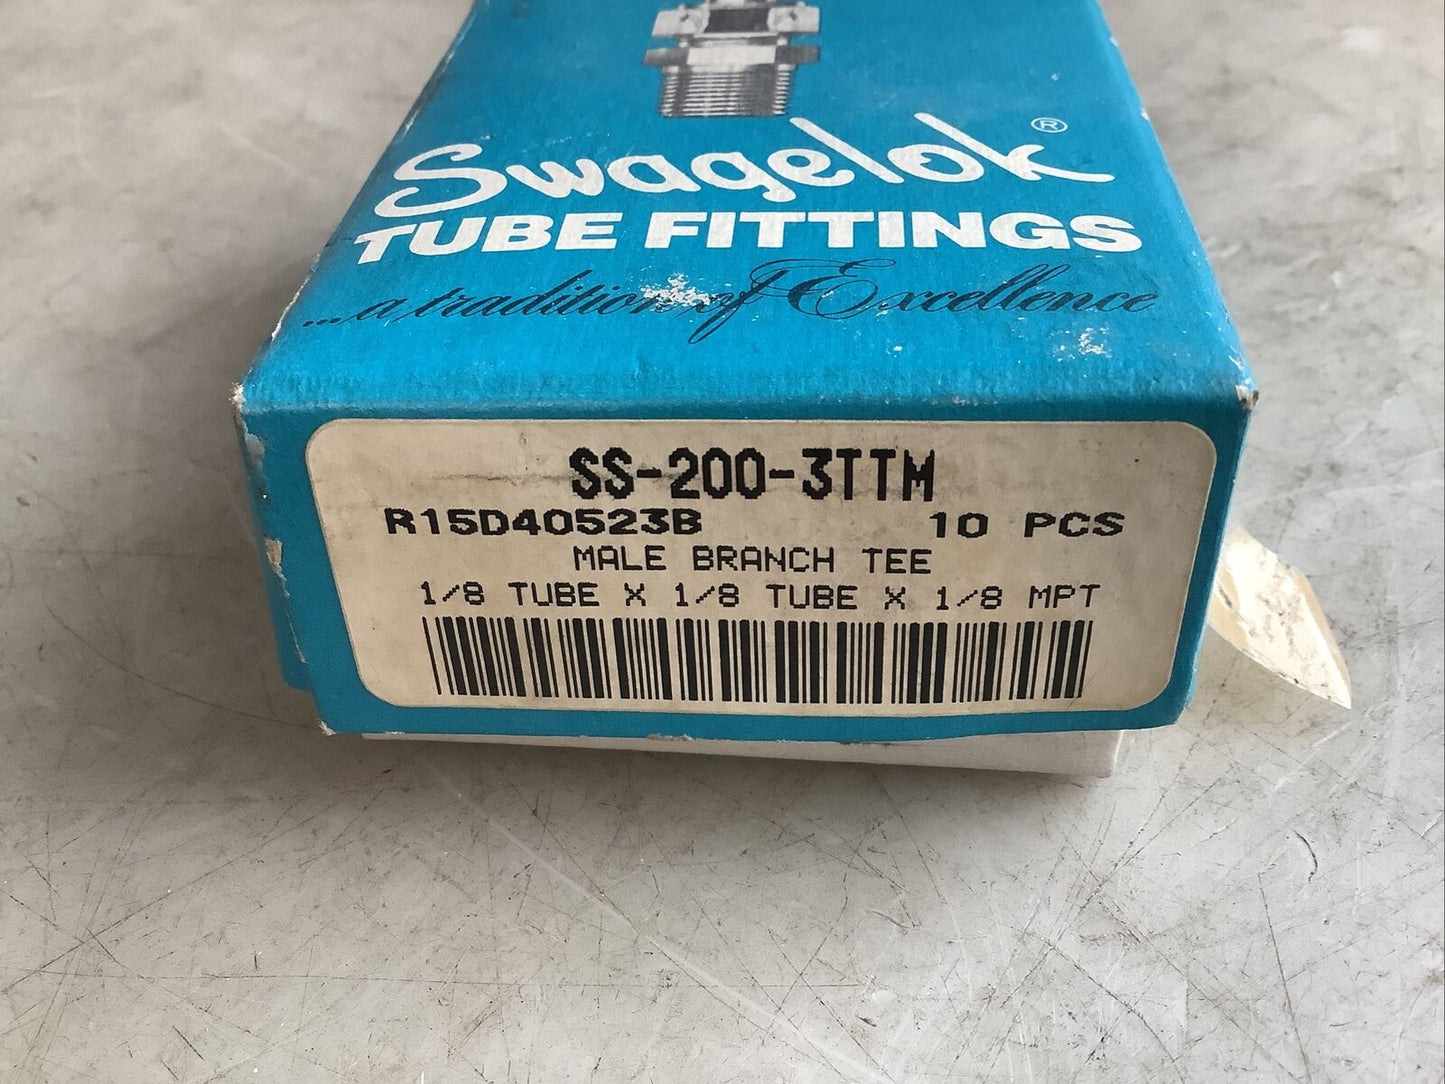 Swagelok®
TUBE FITTINGS
...a tradition of Excellence
SS-200-3TTM
R15D40523B 10 PCS
MALE BRANCH TEE
1/8 TUBE X 1/8 TUBE X 1/8 MPT